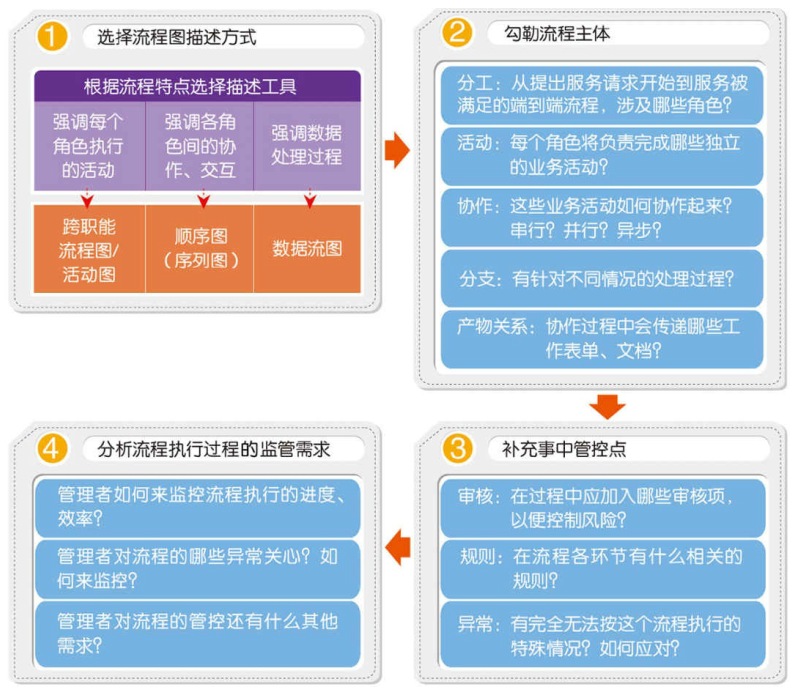 1
选择流程图描述方式
根据流程特点选择描述工具
强调每个
角色执行
的活动
强调各角
色间的协
作、交互
强调数据
处理过程
跨职能
流程图/
活动图
顺序图
（序列图）
数据流图
2
勾勒流程主体
分工：从提出服务请求开始到服务被
满足的端到端流程，涉及哪些角色？
活动：每个角色将负责完成哪些独立
的业务活动？
协作：这些业务活动如何协作起来？
串行？并行？异步？
分支：有针对不同情况的处理过程？
产物关系：协作过程中会传递哪些工
作表单、文档？
3
补充事中管控点
审核：在过程中应加入哪些审核项，
以便控制风险？
规则：在流程各环节有什么相关的
规则？
异常：有完全无法按这个流程执行的
特殊情况？如何应对？
4
分析流程执行过程的监管需求
管理者如何来监控流程执行的进度、
效率？
管理者对流程的哪些异常关心？如
何来监控？
管理者对流程的管控还有什么其他
需求？